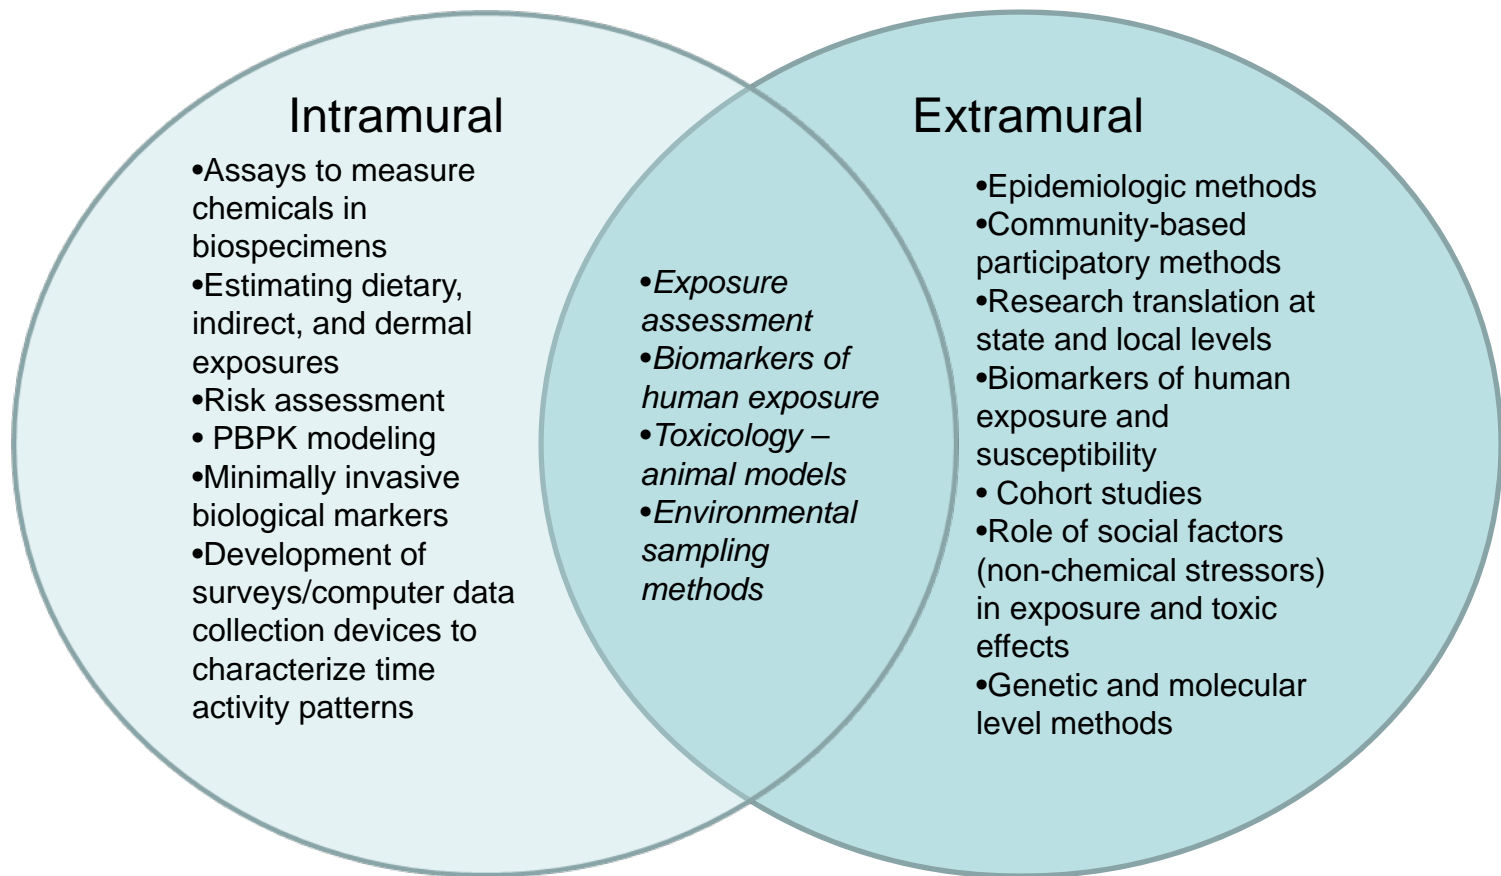 Intramural
•Assays to measure
chemicals in
biospecimens
•Estimating dietary,
indirect, and dermal
exposures
•Risk assessment
• PBPK modeling
•Minimally invasive
biological markers
•Development of
surveys/computer data
collection devices to
characterize time
activity patterns
•Exposure
assessment
•Biomarkers of
human exposure
•Toxicology –
animal models
•Environmental
sampling
methods
Extramural
•Epidemiologic methods
•Community-based
participatory methods
•Research translation at
state and local levels
•Biomarkers of human
exposure and
susceptibility
• Cohort studies
•Role of social factors
(non-chemical stressors)
in exposure and toxic
effects
•Genetic and molecular
level methods